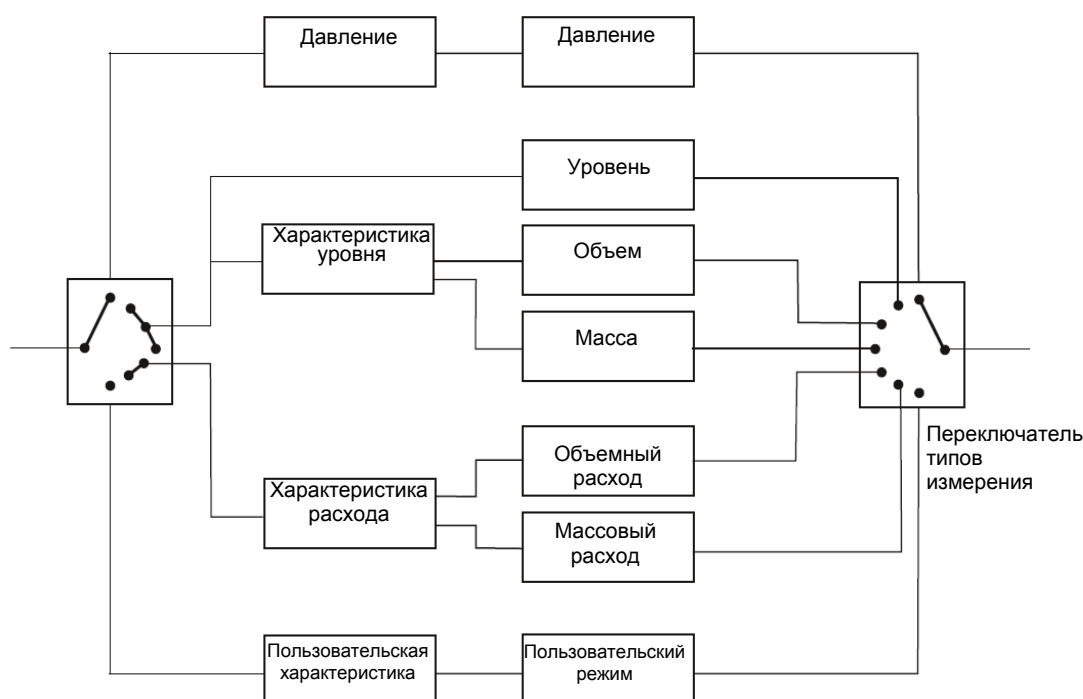 Давление
Давление
Уровень
Характеристика
уровня
Объем
Масса
Переключатель
типов
измерения
Объемный
расход
Характеристика
расхода
Массовый
расход
Пользовательская
характеристика
Пользовательский
режим